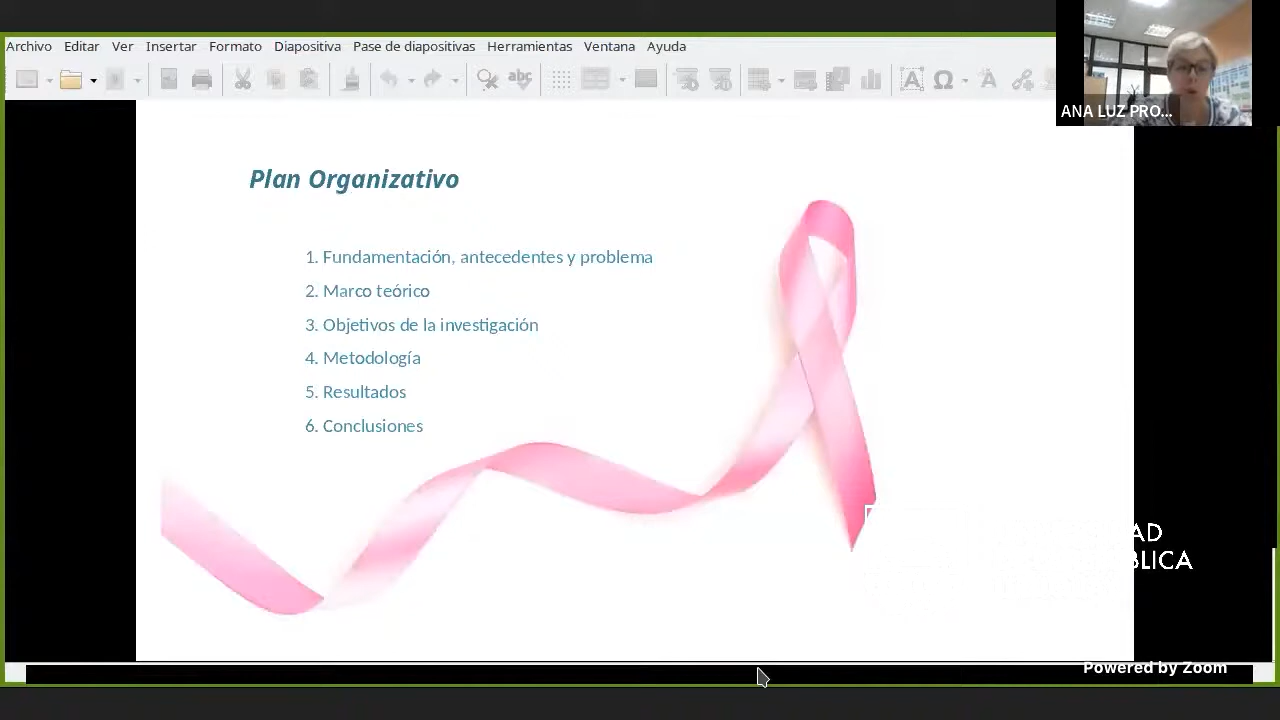 Archivo Editar Ver Insertar Formato Diapositiva Pase de diapositivas Herramientas Ventana Ayuda
abc
ANA LUZ PRO...
Plan Organizativo
1. Fundamentación, antecedentes y problema
2. Marco teórico
3. Objetivos de la investigación
4. Metodología
5. Resultados
6. Conclusiones
AD
BLICA
Powered by Zoom